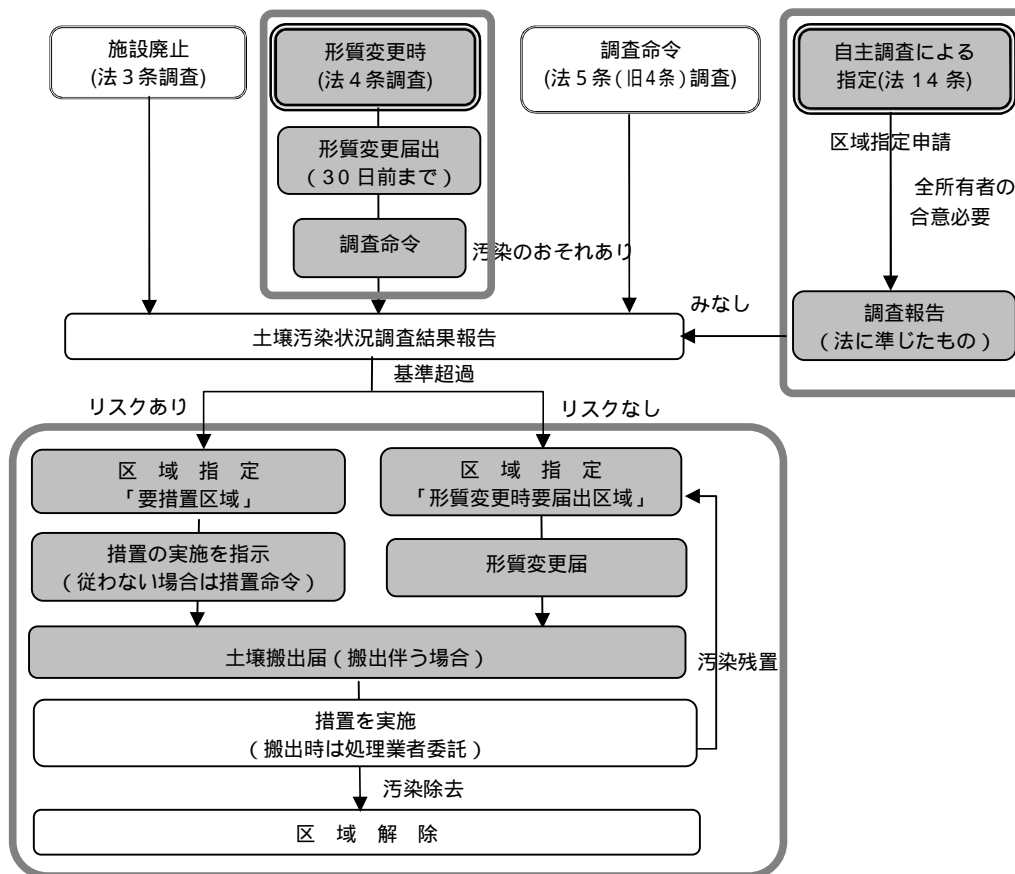 施設廃止
(法３条調査)
形質変更時
(法４条調査)
調査命令
(法５条(旧4条)調査)
自主調査による
指定(法 14 条)
形質変更届出
(30 日前まで)
区域指定申請
全所有者の
合意必要
調査命令
汚染のおそれあり
みなし
調査報告
(法に準じたもの)
土壌汚染状況調査結果報告
基準超過
リスクあり
リスクなし
区 域 指 定
「要措置区域」
区 域 指 定
「形質変更時要届出区域」
措置の実施を指示
(従わない場合は措置命令)
形質変更届
土壌搬出届(搬出伴う場合)
汚染残置
措置を実施
(搬出時は処理業者委託)
汚染除去
区 域 解 除